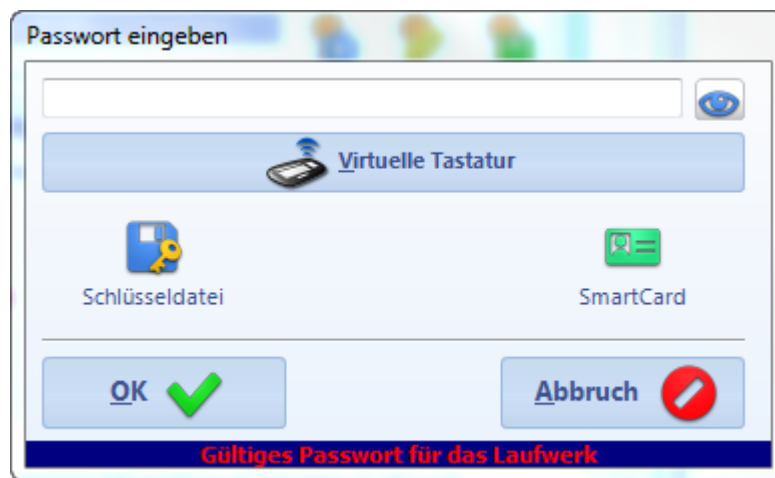 Passwort eingeben
Virtuelle Tastatur
Schlüsseldatei
SmartCard
OK
Abbruch
Gültiges Passwort für das Laufwerk